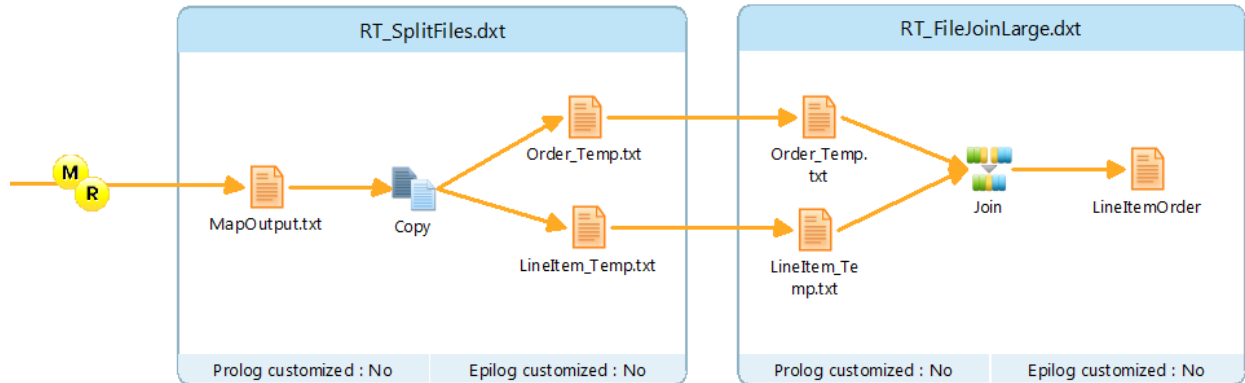 RT_SplitFiles.dxt
M
R
MapOutput.txt
Copy
Order_Temp.txt
LineItem_Temp.txt
Prolog customized : No
Epilog customized : No
RT_FileJoinLarge.dxt
Order_Temp.
txt
LineItem_Te
mp.txt
Join
LineItemOrder
Prolog customized : No
Epilog customized : No